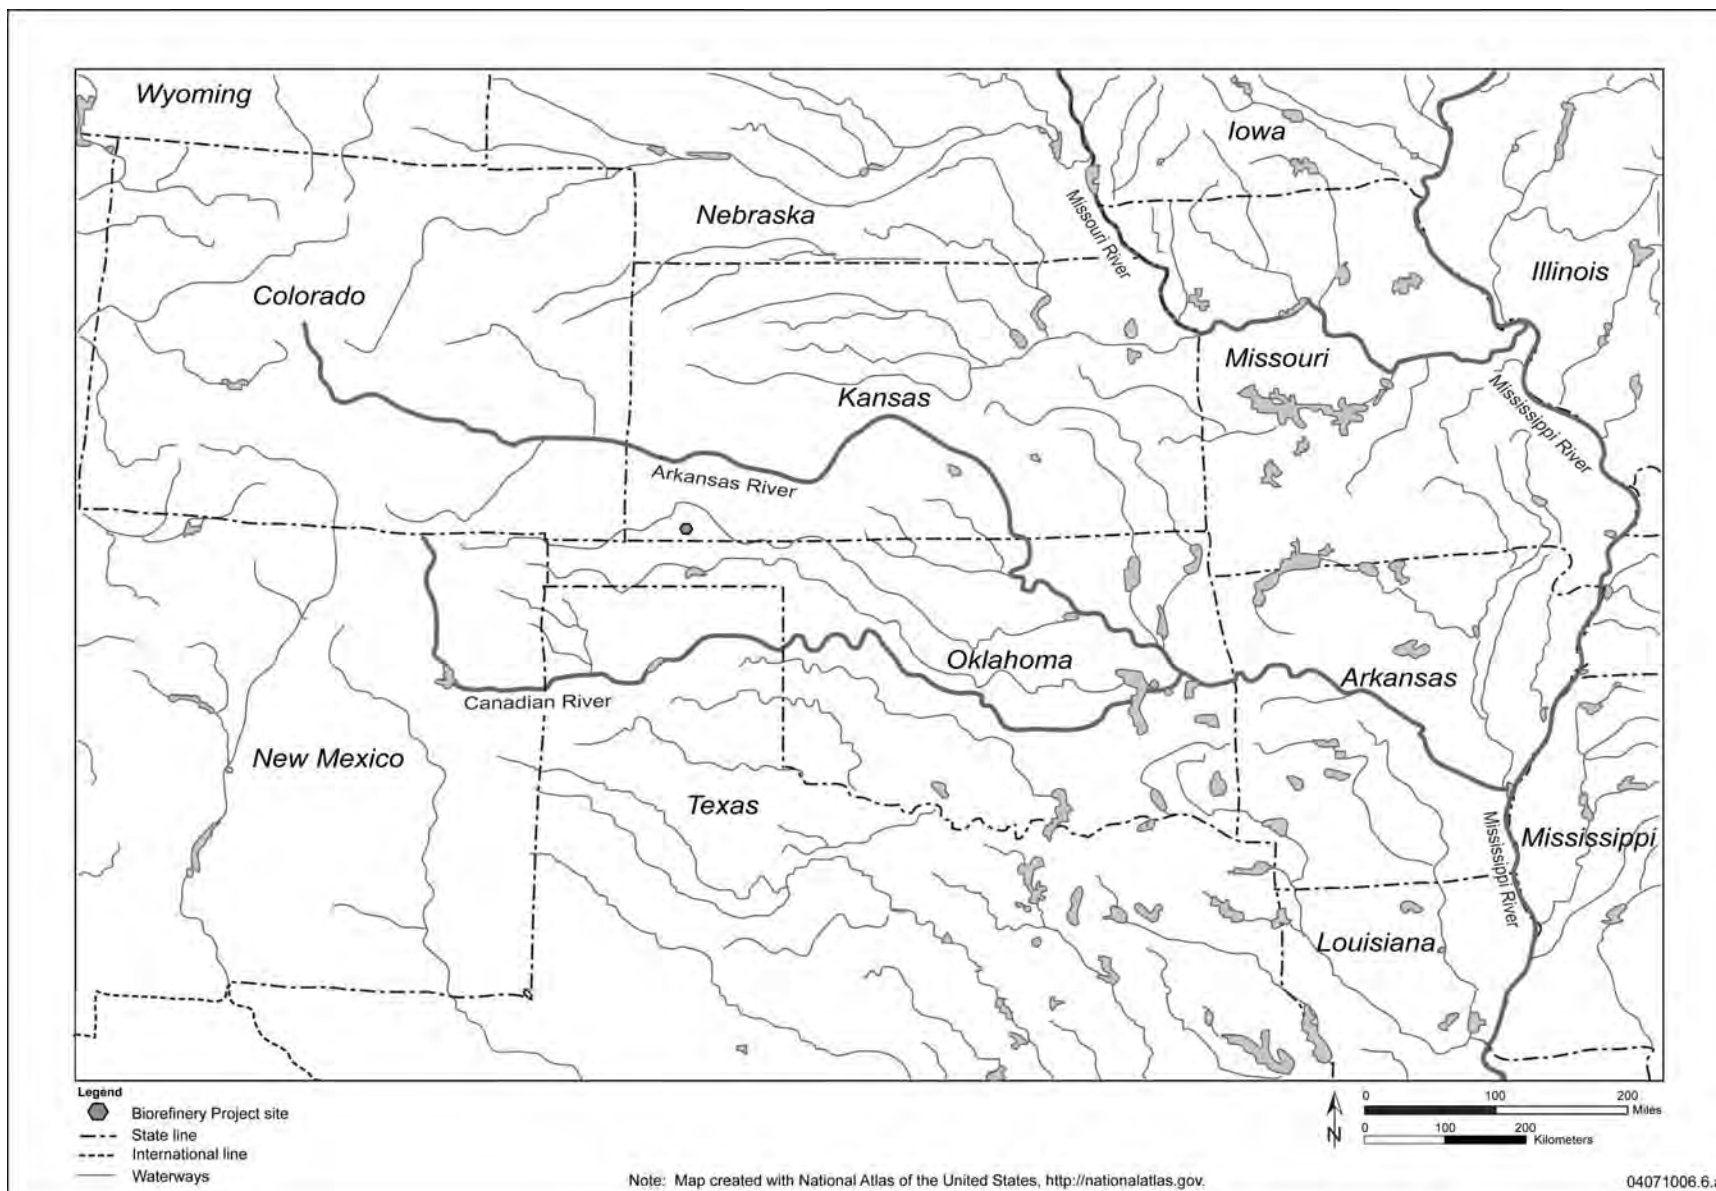 Wyoming
Iowa
Nebraska
Missouri River
Illinois
Colorado
Missouri
Kansas
Mississippi River
Arkansas River
Oklahoma
Arkansas
Canadian River
New Mexico
Texas
Mississippi River
Mississippi
Louisiana
Legend
Biorefinery Project site
State line
International line
Waterways
N
0 100 200
Miles
0 100 200
Kilometers
Note: Map created with National Atlas of the United States, http://nationalatlas.gov.
04071006.6.